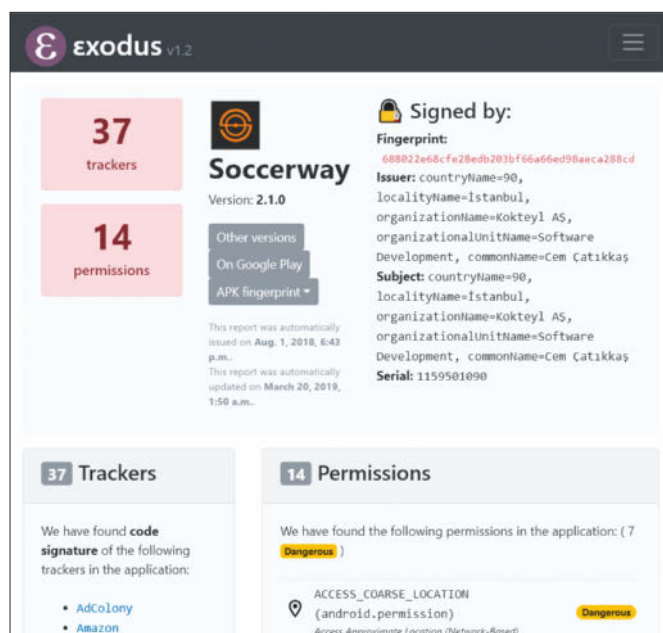 εxodus v1.2
37
trackers
14
permissions
Soccerway
Version: 2.1.0
Other versions
On Google Play
APK fingerprint
This report was automatically
issued on Aug. 1, 2018, 6:43
p.m..
This report was automatically
updated on March 20, 2019,
1:50 a.m..
Signed by:
Fingerprint:
688022e68cfe28edb203bf66a66ed98aeca288cd
Issuer: countryName=90,
localityName=İstanbul,
organizationName=Kokteyl AŞ,
organizationalUnitName=Software
Development, commonName=Cem Çatıkkaş
Subject: countryName=90,
localityName=İstanbul,
organizationName=Kokteyl AŞ,
organizationalUnitName=Software
Development, commonName=Cem Çatıkkaş
Serial: 1159501090
37 Trackers
We have found code
signature of the following
trackers in the application:
• AdColony
• Amazon
14 Permissions
We have found the following permissions in the application: ( 7
Dangerous )
ACCESS_COARSE_LOCATION
(android.permission)
Dangerous
Access Approximate Location (Network-Based)